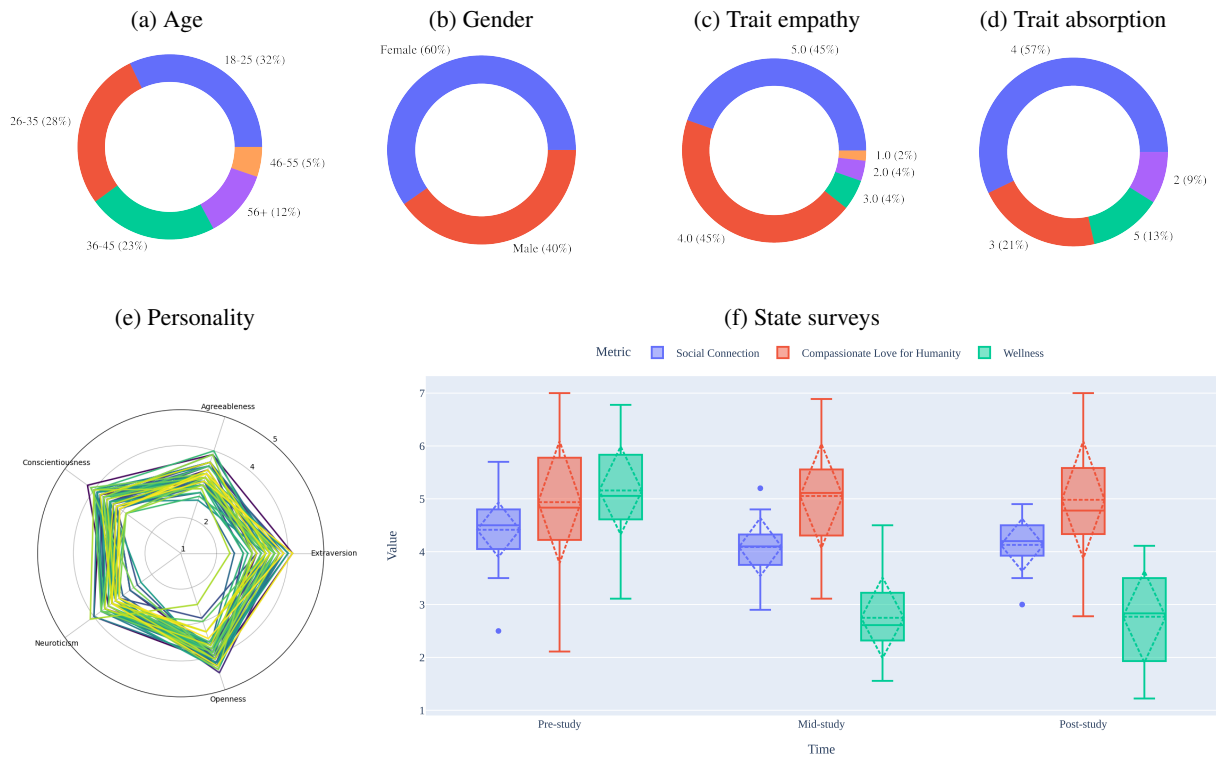 (a) Age
(b) Gender
(c) Trait empathy
(d) Trait absorption
18-25 (32%)
26-35 (28%)
46-55 (5%)
56+ (12%)
36-45 (23%)
Female (60%)
Male (40%)
5.0 (45%)
1.0 (2%)
2.0 (4%)
3.0 (4%)
4.0 (45%)
4 (57%)
2 (9%)
5 (13%)
3 (21%)
(e) Personality
Agreeableness
Conscientiousness
Extraversion
Neuroticism
Openness
5
4
2
1
(f) State surveys
Metric
Social Connection
Compassionate Love for Humanity
Wellness
Value
7
6
5
4
3
2
1
Pre-study
Mid-study
Post-study
Time